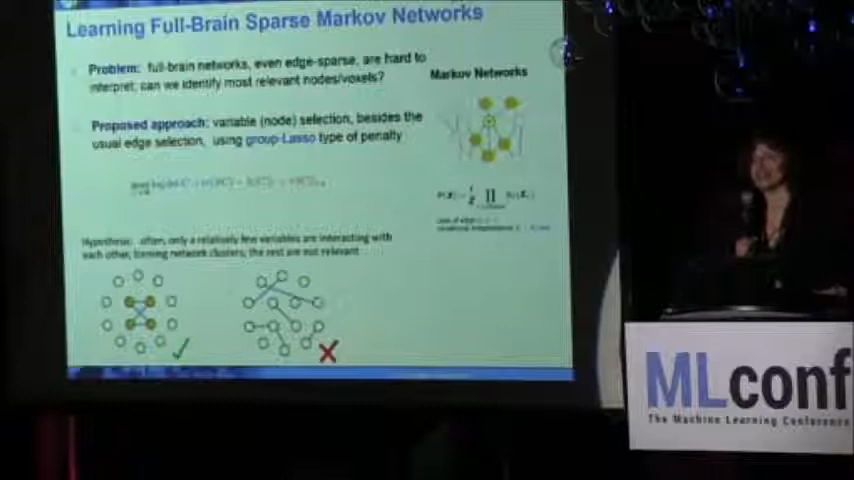 Learning Full-Brain Sparse Markov Networks
Problem: full-brain networks, even edge-sparse, are hard to
interpret; can we identify most relevant nodes/voxels?
Markov Networks
Proposed approach: variable (node) selection, besides the
usual edge selection, using group-Lasso type of penalty
Hypothesis: often, only a relatively few variables are interacting with
each other, forming network clusters; the rest are not relevant
MLconf
The Machine Learning Conference